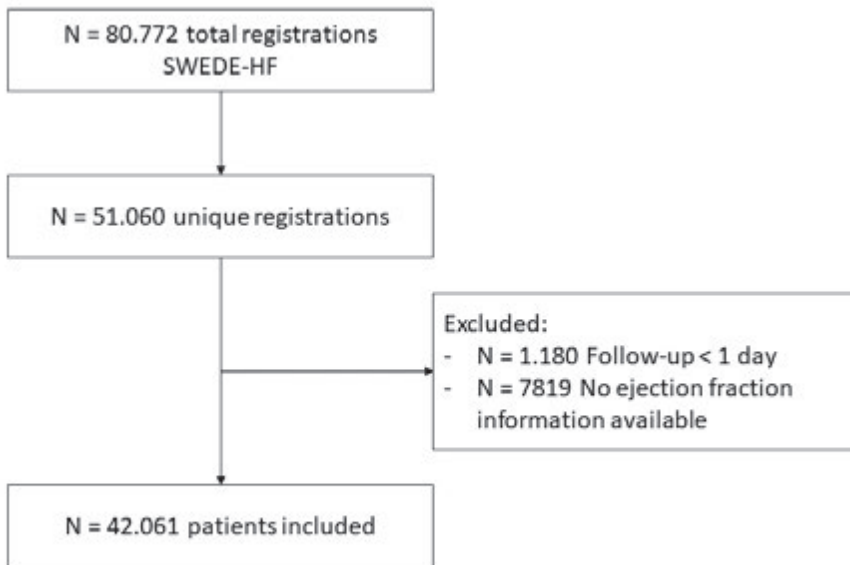 N = 80.772 total registrations
SWEDE-HF
N = 51.060 unique registrations
Excluded:
- N = 1.180 Follow-up < 1 day
- N = 7819 No ejection fraction
information available
N = 42.061 patients included